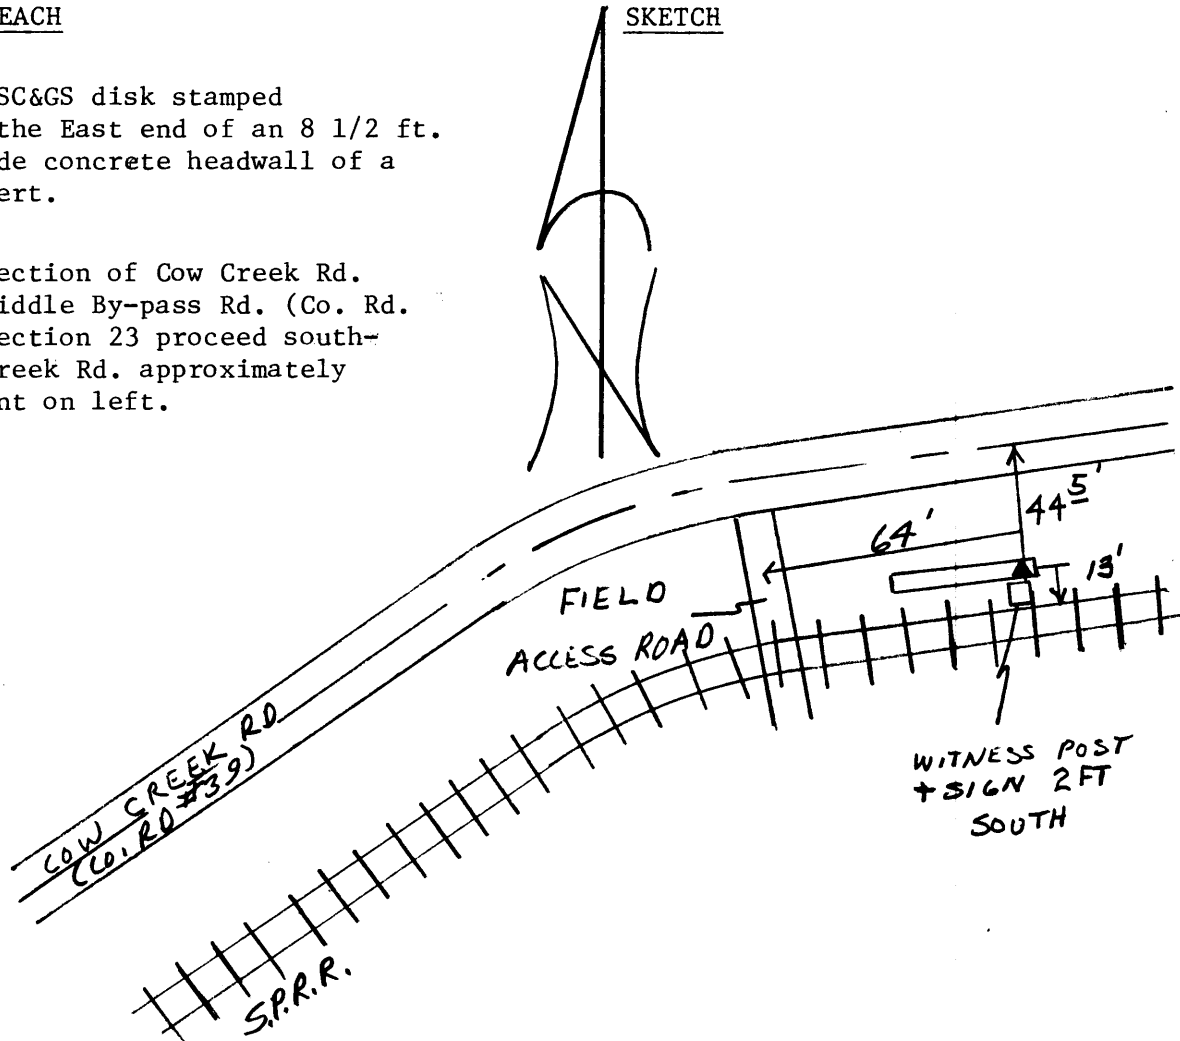 EACH
SKETCH
SC&GS disk stamped
the East end of an 8 1/2 ft.
de concrete headwall of a
ert.
ection of Cow Creek Rd.
iddle By-pass Rd. (Co. Rd.
ection 23 proceed south-
reek Rd. approximately
nt on left.
44 5'
64'
13'
FIELD
ACCESS ROAD
WITNESS POST
+ SIGN 2 FT
SOUTH
COW CREEK RD
(CO. RD #39)
S.P.R.R.